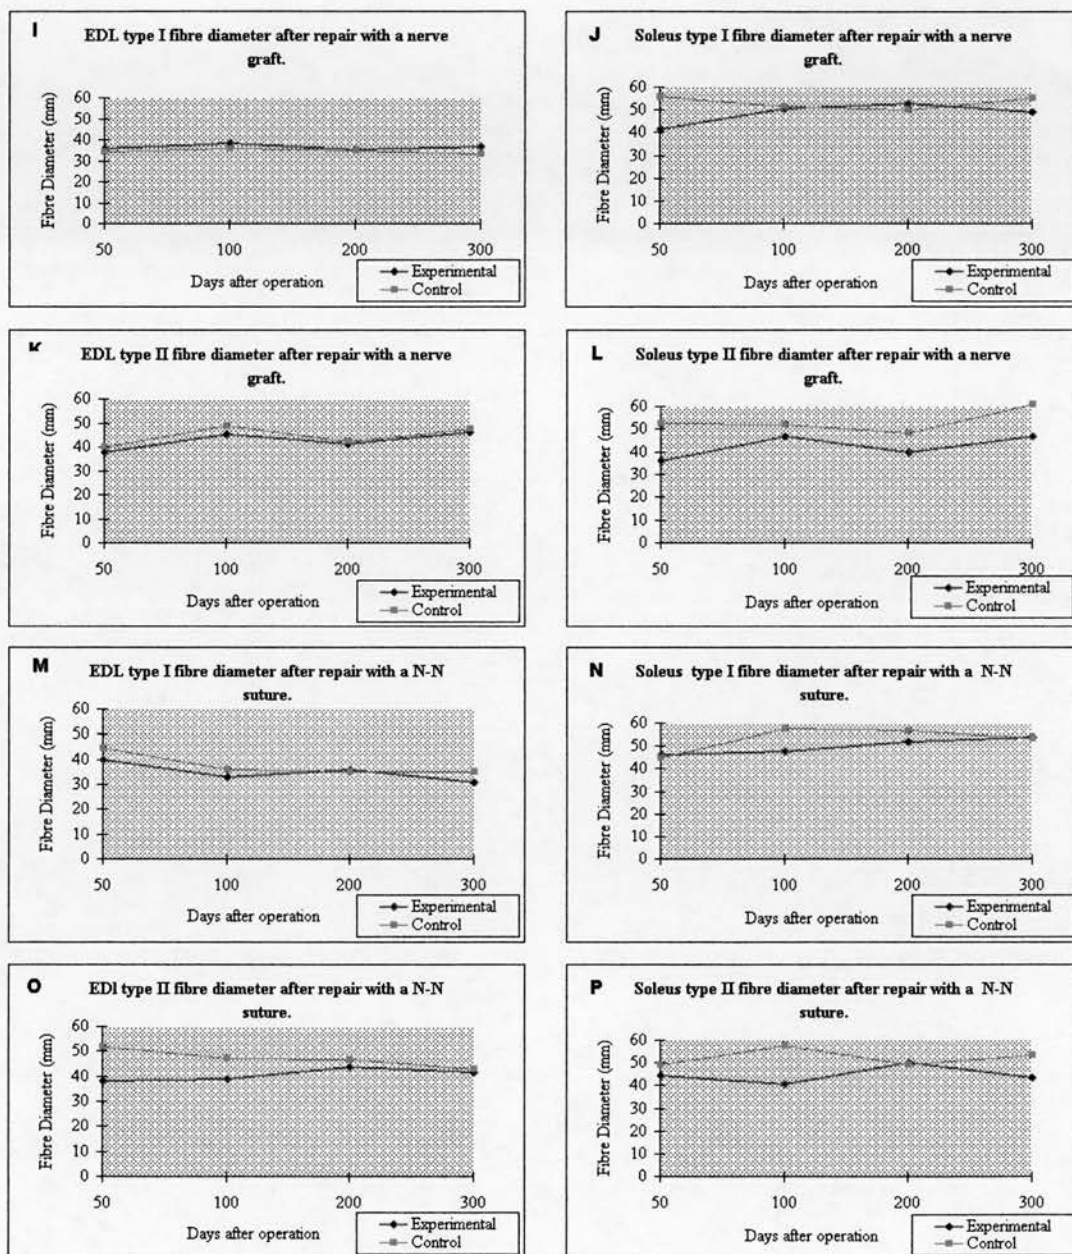 I
EDL type I fibre diameter after repair with a nerve
graft.
Fibre Diameter (mm)
60
50
40
30
20
10
0
50 100 200 300
Days after operation
Experimental
Control
J
Soleus type I fibre diameter after repair with a nerve
graft.
Fibre Diameter (mm)
60
50
40
30
20
10
0
50 100 200 300
Days after operation
Experimental
Control
K
EDL type II fibre diameter after repair with a nerve
graft.
Fibre Diameter (mm)
60
50
40
30
20
10
0
50 100 200 300
Days after operation
Experimental
Control
L
Soleus type II fibre diamter after repair with a nerve
graft.
Fibre Diameter (mm)
60
50
40
30
20
10
0
50 100 200 300
Days after operation
Experimental
Control
M
EDL type I fibre diameter after repair with a N-N
suture.
Fibre Diameter (mm)
60
50
40
30
20
10
0
50 100 200 300
Days after operation
Experimental
Control
N
Soleus type I fibre diameter after repair with a N-N
suture.
Fibre Diameter (mm)
60
50
40
30
20
10
0
50 100 200 300
Days after operation
Experimental
Control
O
EDl type II fibre diameter after repair with a N-N
suture.
Fibre Diameter (mm)
60
50
40
30
20
10
0
50 100 200 300
Days after operation
Experimental
Control
P
Soleus type II fibre diameter after repair with a N-N
suture.
Fibre Diameter (mm)
60
50
40
30
20
10
0
50 100 200 300
Days after operation
Experimental
Control